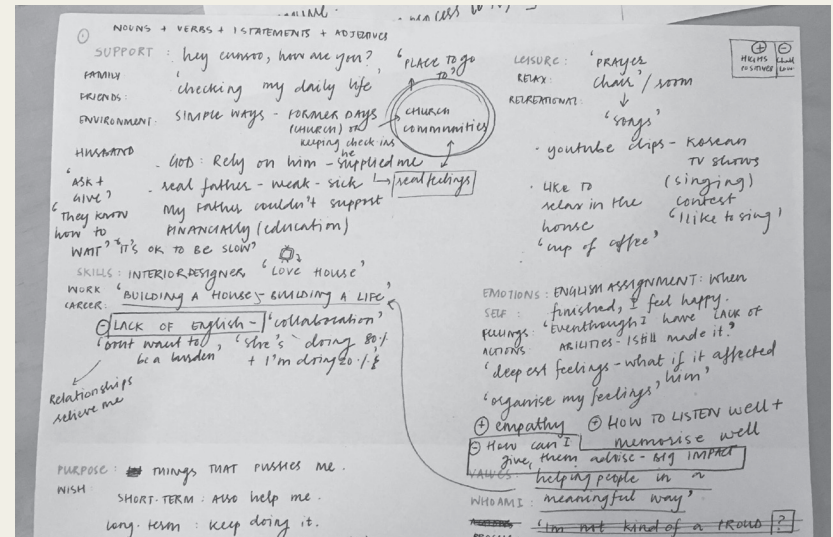 NOUNS + VERBS + I STATEMENTS + ADJECTIVES
SUPPORT : hey eunsoo, how are you?
FAMILY
FRIENDS :
'checking my daily life
ENVIRONMENT : SIMPLE WAYS - FORMER DAYS
(CHURCH) on
keeping check ins
'PLACE TO GO TO'
CHURCH
communities
HUSBAND
- GOD : Rely on him - he supplied me
- real father - weak - sick
real feelings
My Father couldn't support
FINANCIALLY (education)
'ASK +
GIVE'
'They know
how to
WAIT' 'IT'S OK TO BE SLOW'
SKILLS : INTERIOR DESIGNER, 'LOVE HOUSE'
WORK
CAREER :
'BUILDING A HOUSE, - BUILDING A LIFE'
⊖ LACK OF English - 'collaboration'
'Dont want to
be a burden'
'she's doing 80%
+ I'm doing 20%'
Relationships
relieve me
PURPOSE : THINGS THAT PUSHES ME.
WISH
SHORT-TERM : Also help me.
Long-term : Keep doing it.
LEISURE :
RELAX :
RECREATIONAL :
'PRAYER
chair' / room
'songs'
⊕ ⊖
HIGHS
POSITIVES
LOW
- youtube clips - Korean
TV shows
(singing)
contest
'I like to sing'
- LIKE TO
relax in the
house
'cup of coffee'
EMOTIONS : ENGLISH ASSIGNMENT : when
SELF : finished, I feel happy.
FEELINGS : 'Eventhough I have LACK OF
ACTIONS ABILITIES - I still made it.'
'deepest feelings - what if it affected
him'
'organise my feelings'
⊕ empathy ⊕ HOW TO LISTEN well +
memorise well
⊖ How can I
give, them advise - BIG IMPACT
VALUES : helping people in a
WHO AM I : meaningful way'
'Im not kind of a PROUD ?